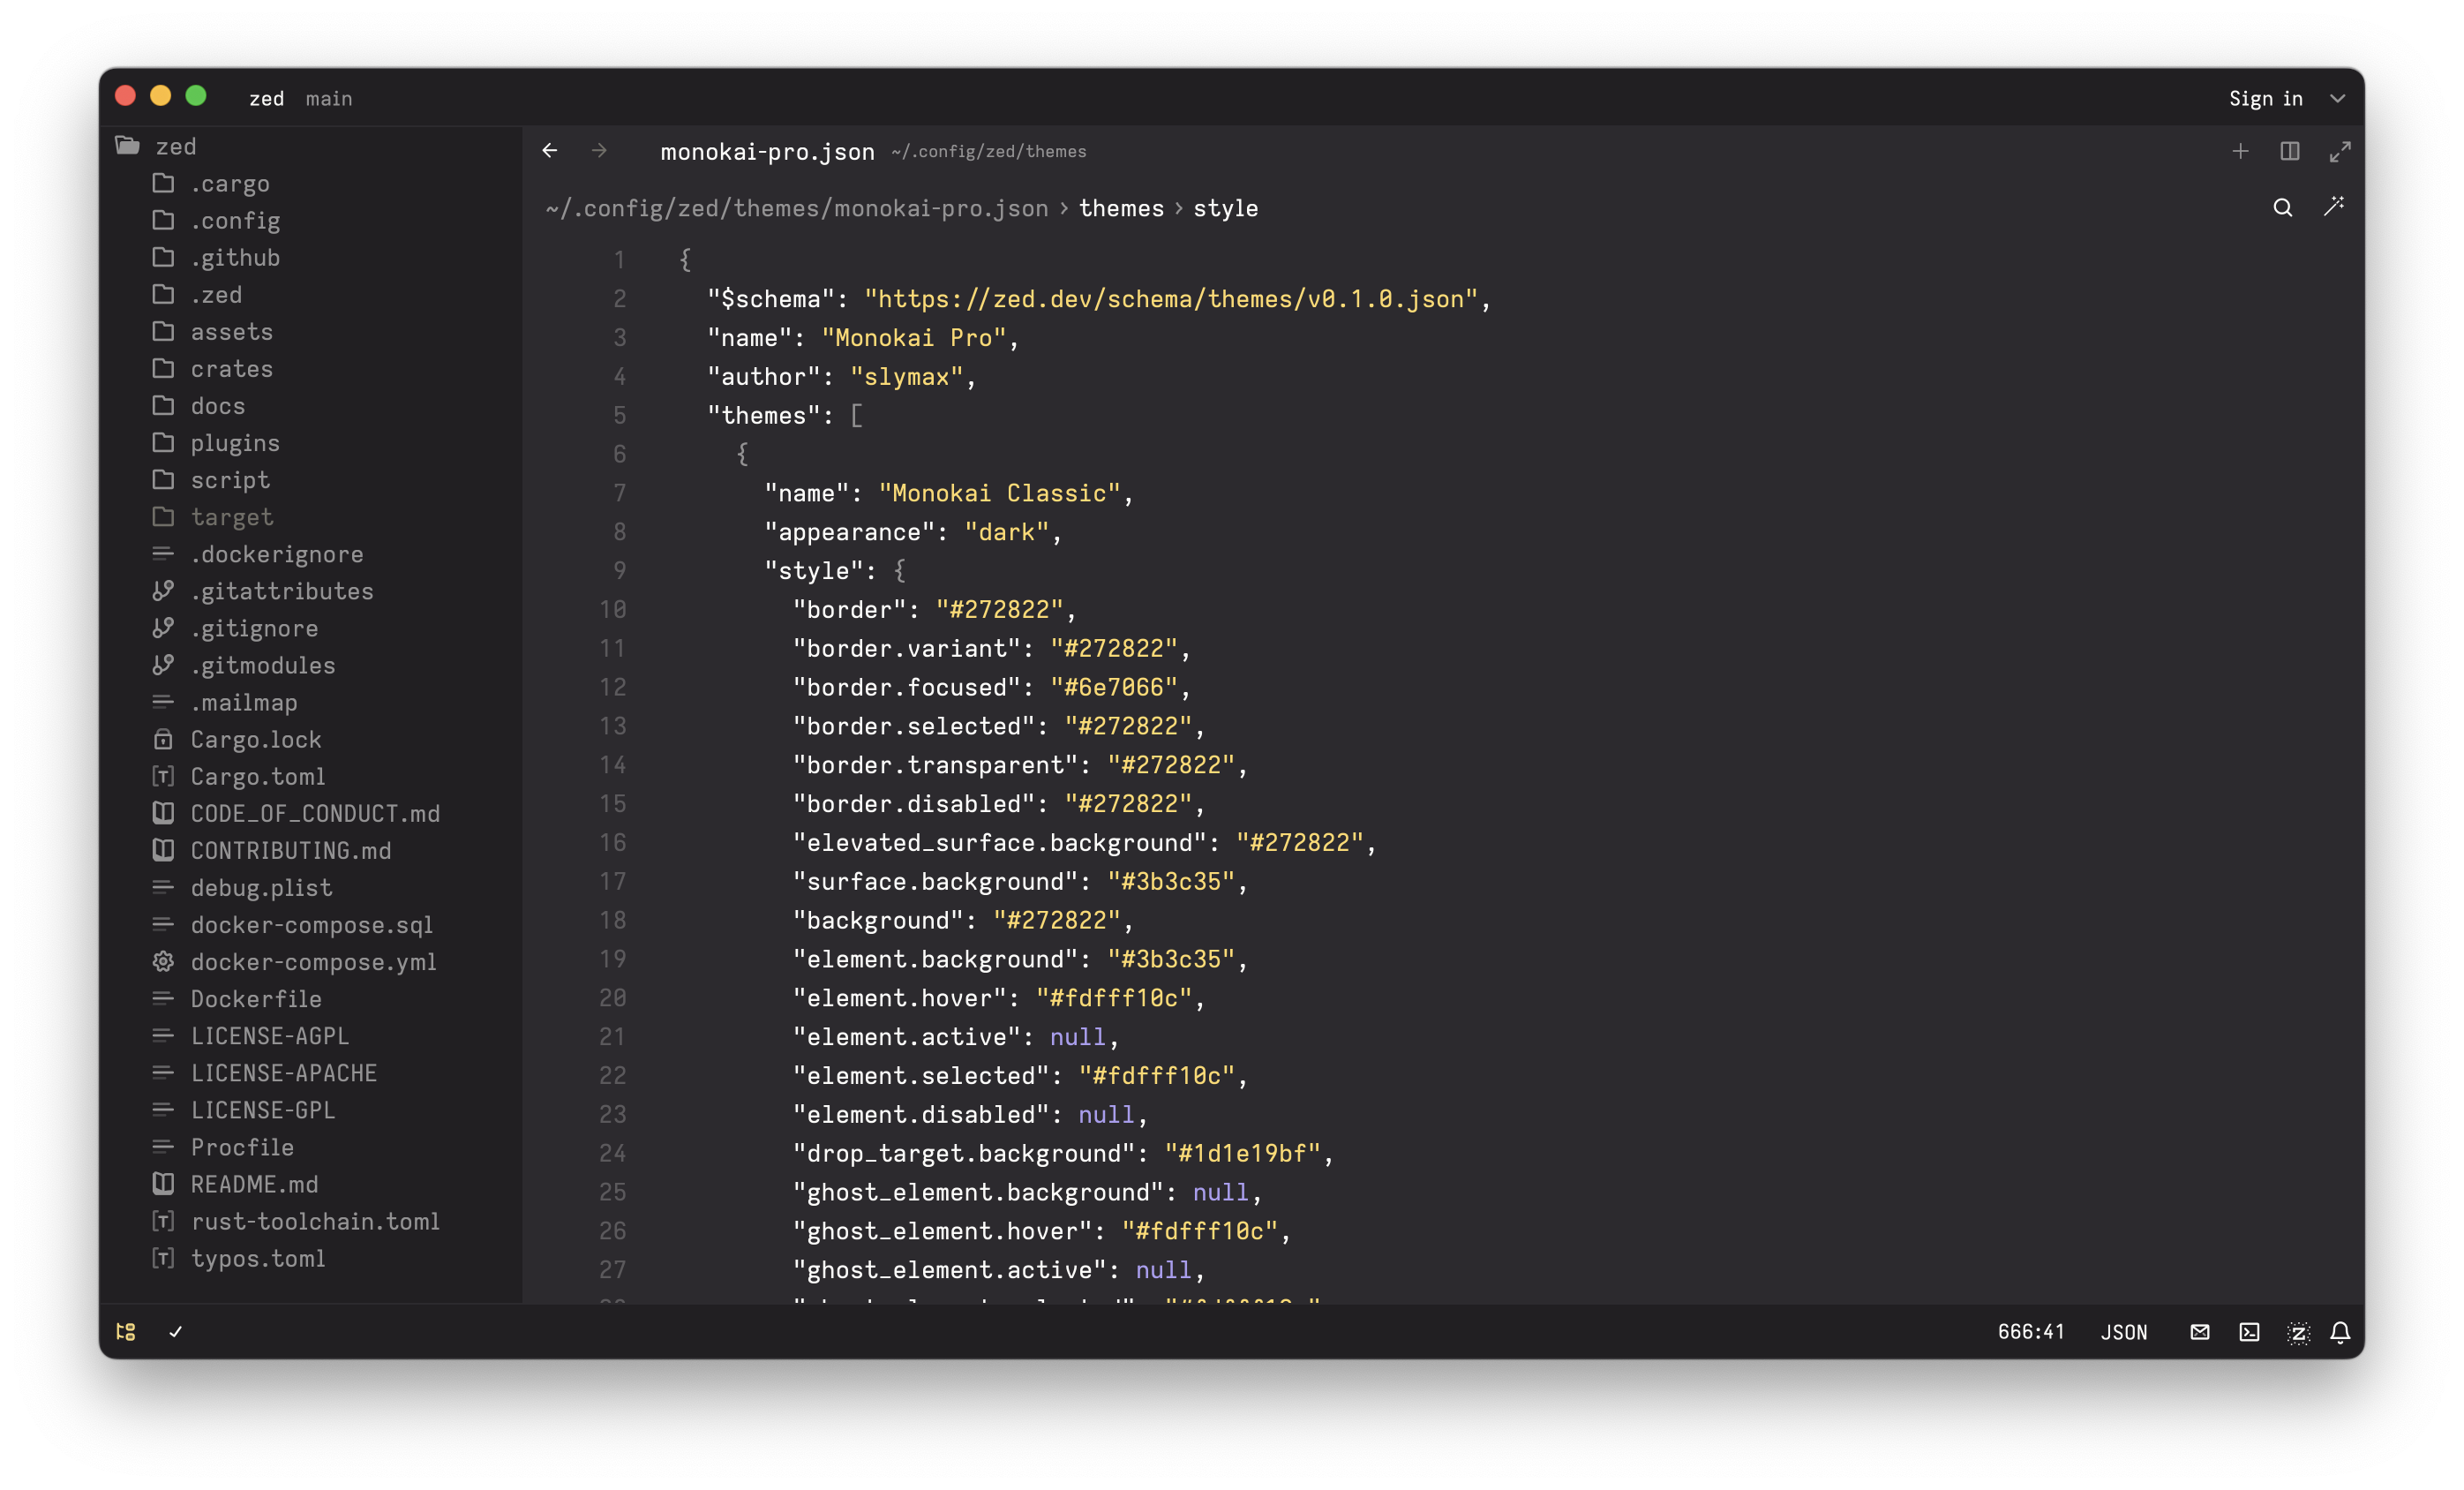 zed main
Sign in
zed
.cargo
.config
.github
.zed
assets
crates
docs
plugins
script
target
.dockerignore
.gitattributes
.gitignore
.gitmodules
.mailmap
Cargo.lock
Cargo.toml
CODE_OF_CONDUCT.md
CONTRIBUTING.md
debug.plist
docker-compose.sql
docker-compose.yml
Dockerfile
LICENSE-AGPL
LICENSE-APACHE
LICENSE-GPL
Procfile
README.md
rust-toolchain.toml
typos.toml
monokai-pro.json ~/.config/zed/themes
~/.config/zed/themes/monokai-pro.json › themes › style
1 {
2 "$schema": "https://zed.dev/schema/themes/v0.1.0.json",
3 "name": "Monokai Pro",
4 "author": "slymax",
5 "themes": [
6 {
7 "name": "Monokai Classic",
8 "appearance": "dark",
9 "style": {
10 "border": "#272822",
11 "border.variant": "#272822",
12 "border.focused": "#6e7066",
13 "border.selected": "#272822",
14 "border.transparent": "#272822",
15 "border.disabled": "#272822",
16 "elevated_surface.background": "#272822",
17 "surface.background": "#3b3c35",
18 "background": "#272822",
19 "element.background": "#3b3c35",
20 "element.hover": "#fdfff10c",
21 "element.active": null,
22 "element.selected": "#fdfff10c",
23 "element.disabled": null,
24 "drop_target.background": "#1d1e19bf",
25 "ghost_element.background": null,
26 "ghost_element.hover": "#fdfff10c",
27 "ghost_element.active": null,
666:41 JSON